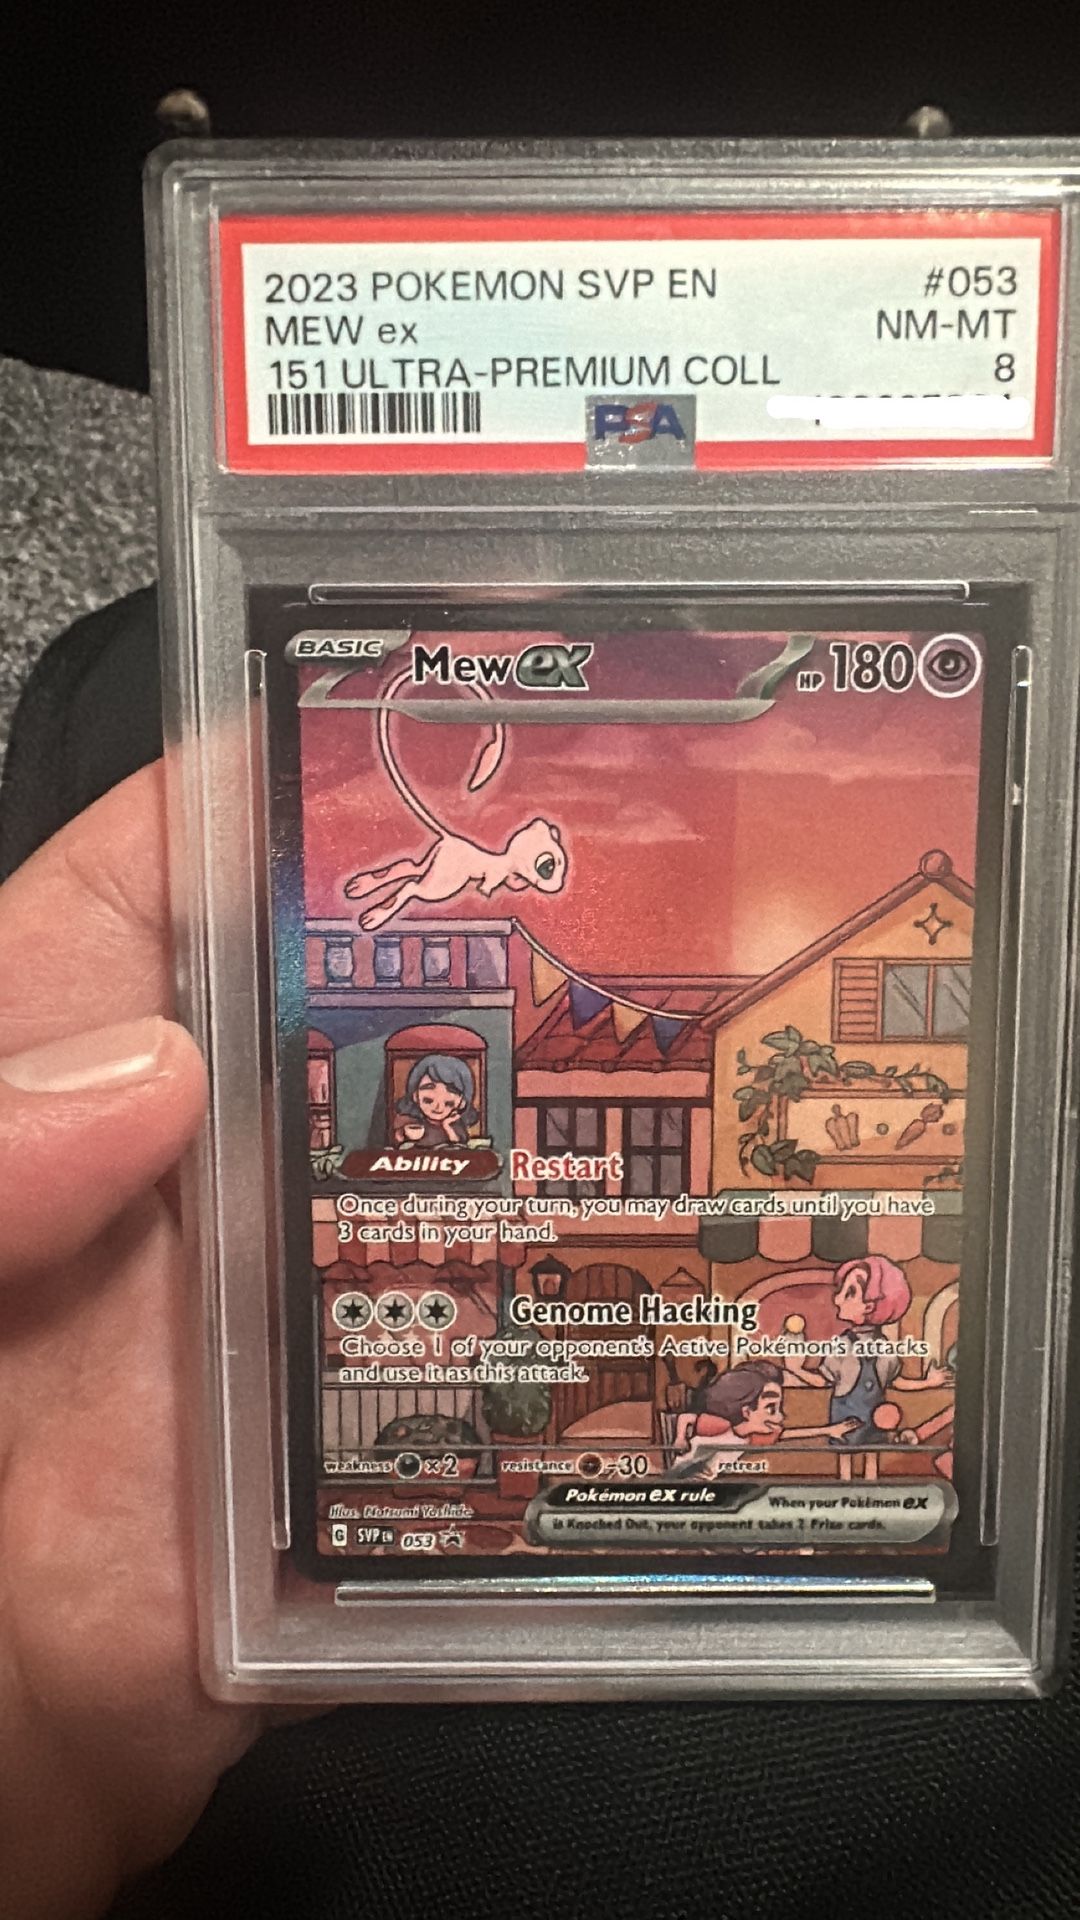 2023 POKEMON SVP EN #053
MEW ex NM-MT
151 ULTRA-PREMIUM COLL 8
PSA
BASIC Mew ex HP 180
Ability Restart
Once during your turn, you may draw cards until you have
3 cards in your hand.
Genome Hacking
Choose 1 of your opponent's Active Pokémon's attacks
and use it as this attack.
weakness ×2 resistance -30 retreat
Pokémon ex rule When your Pokémon ex
is Knocked Out, your opponent takes 2 Prize cards.
Illus. Natsumi Yoshida
G SVP EN 053